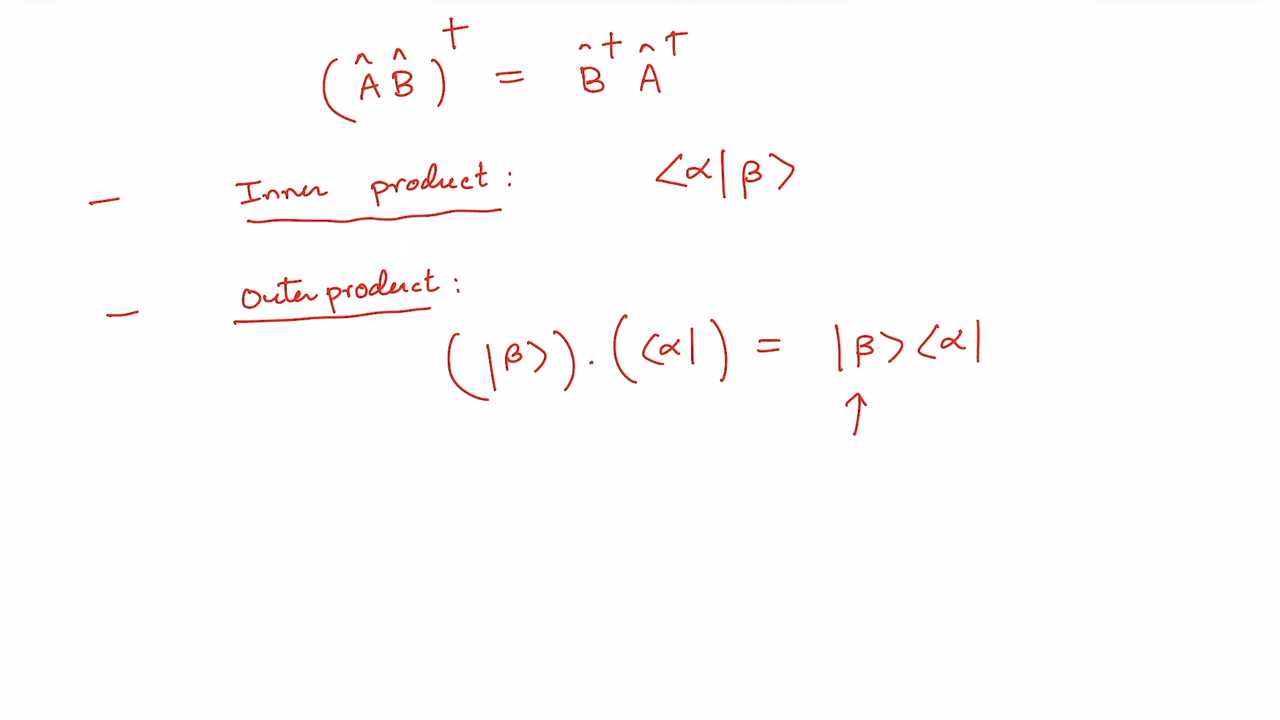 (ÂB̂)† = B̂† Â†
– Inner product : <α|β>
– Outer product :
(|β>) . (<α|) = |β><α|
↑